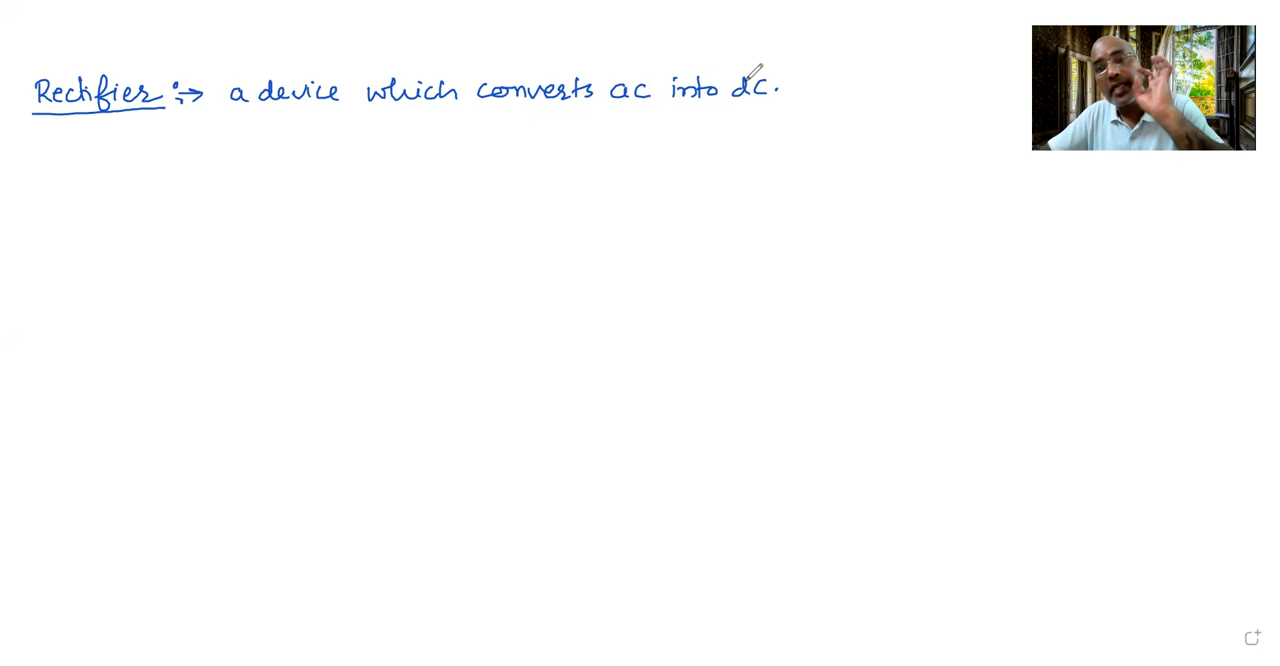 Rectifier :→ a device which converts ac into dc.